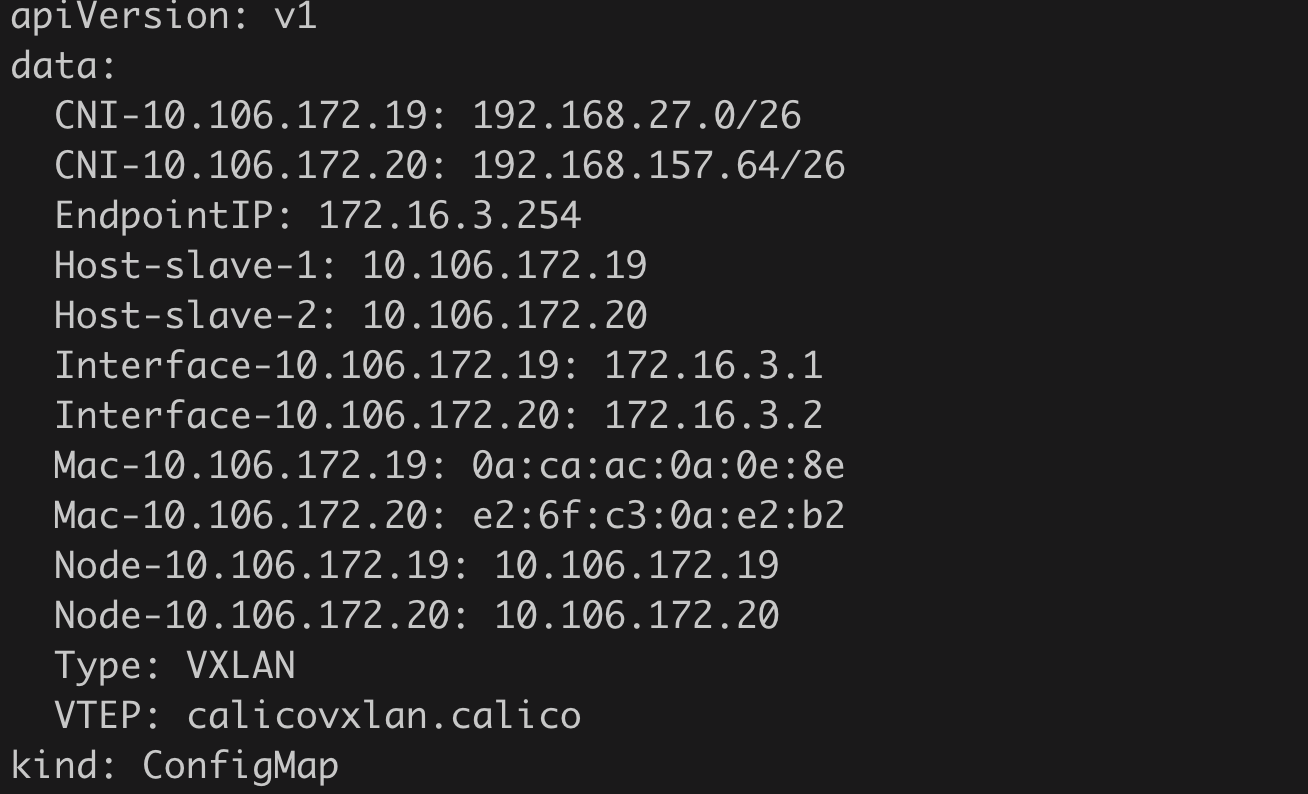 apiVersion: v1
data:
  CNI-10.106.172.19: 192.168.27.0/26
  CNI-10.106.172.20: 192.168.157.64/26
  EndpointIP: 172.16.3.254
  Host-slave-1: 10.106.172.19
  Host-slave-2: 10.106.172.20
  Interface-10.106.172.19: 172.16.3.1
  Interface-10.106.172.20: 172.16.3.2
  Mac-10.106.172.19: 0a:ca:ac:0a:0e:8e
  Mac-10.106.172.20: e2:6f:c3:0a:e2:b2
  Node-10.106.172.19: 10.106.172.19
  Node-10.106.172.20: 10.106.172.20
  Type: VXLAN
  VTEP: calicovxlan.calico
kind: ConfigMap